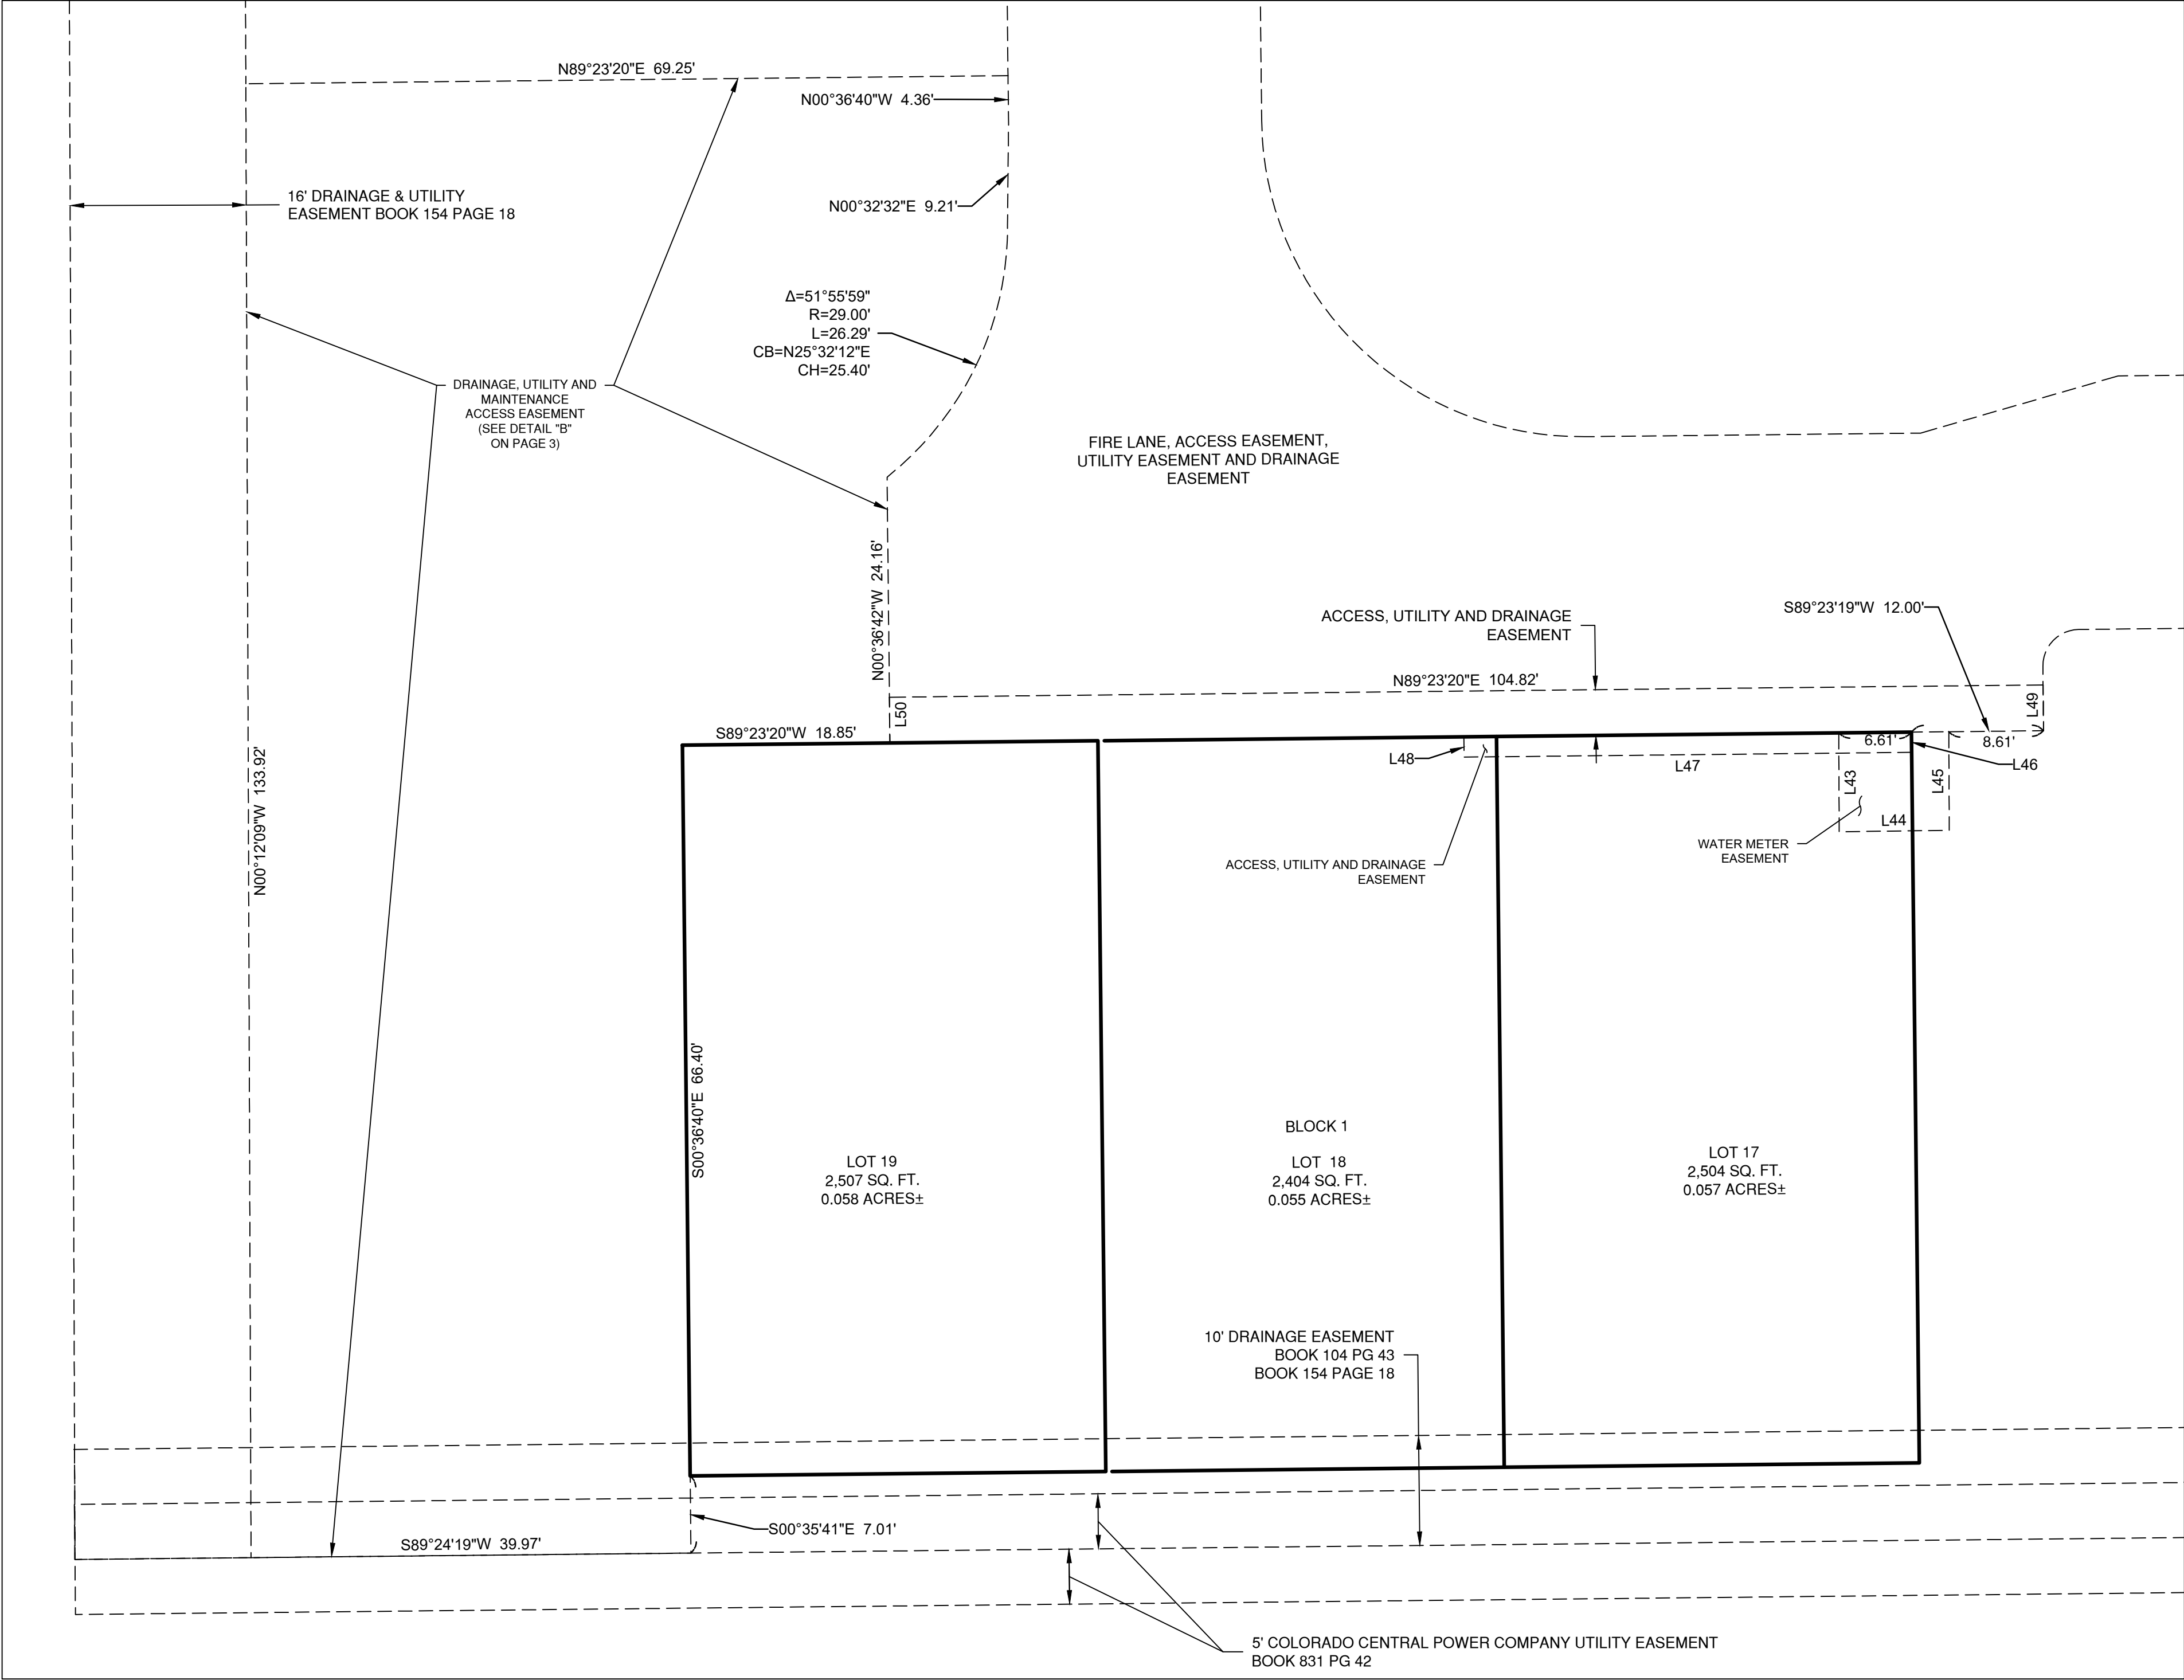 N89°23'20"E 69.25'
N00°36'40"W 4.36'
16' DRAINAGE & UTILITY
EASEMENT BOOK 154 PAGE 18
N00°32'32"E 9.21'
Δ=51°55'59"
R=29.00'
L=26.29'
CB=N25°32'12"E
CH=25.40'
DRAINAGE, UTILITY AND
MAINTENANCE
ACCESS EASEMENT
(SEE DETAIL "B"
ON PAGE 3)
FIRE LANE, ACCESS EASEMENT,
UTILITY EASEMENT AND DRAINAGE
EASEMENT
N00°36'42"W 24.16'
ACCESS, UTILITY AND DRAINAGE
EASEMENT
S89°23'19"W 12.00'
N89°23'20"E 104.82'
L50
L49
S89°23'20"W 18.85'
6.61'
8.61'
L48
L47
L46
L43
L45
L44
N00°12'09"W 133.92'
WATER METER
EASEMENT
ACCESS, UTILITY AND DRAINAGE
EASEMENT
S00°36'40"E 66.40'
BLOCK 1
LOT 19
2,507 SQ. FT.
0.058 ACRES±
LOT 18
2,404 SQ. FT.
0.055 ACRES±
LOT 17
2,504 SQ. FT.
0.057 ACRES±
10' DRAINAGE EASEMENT
BOOK 104 PG 43
BOOK 154 PAGE 18
S00°35'41"E 7.01'
S89°24'19"W 39.97'
5' COLORADO CENTRAL POWER COMPANY UTILITY EASEMENT
BOOK 831 PG 42